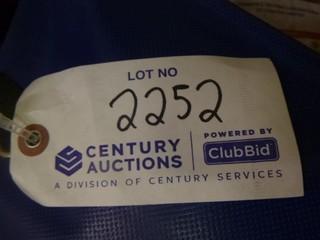 LOT NO
2252
CENTURY AUCTIONS
POWERED BY
ClubBid
A DIVISION OF CENTURY SERVICES